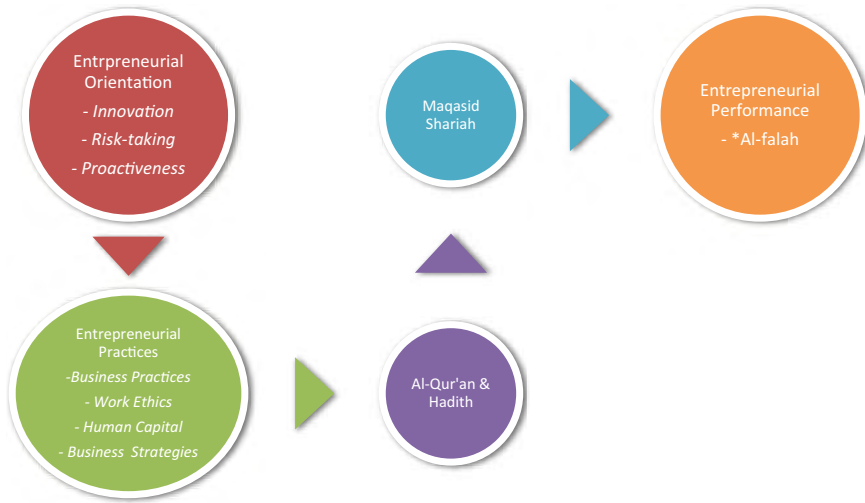 Entrpreneurial
Orientation
- Innovation
- Risk-taking
- Proactiveness
Entrepreneurial
Practices
-Business Practices
- Work Ethics
- Human Capital
- Business Strategies
Al-Qur'an &
Hadith
Maqasid
Shariah
Entrepreneurial
Performance
- *Al-falah